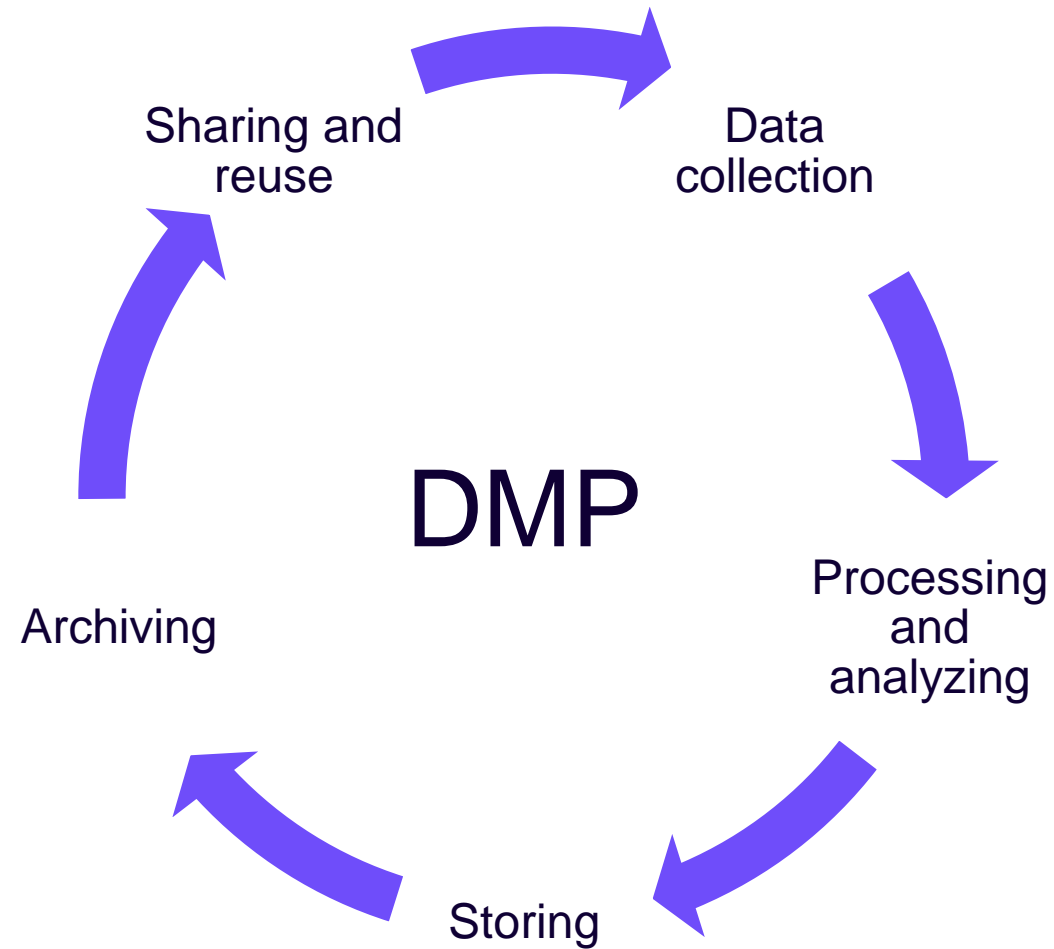 Sharing and
reuse
Data
collection
DMP
Processing
and
analyzing
Archiving
Storing